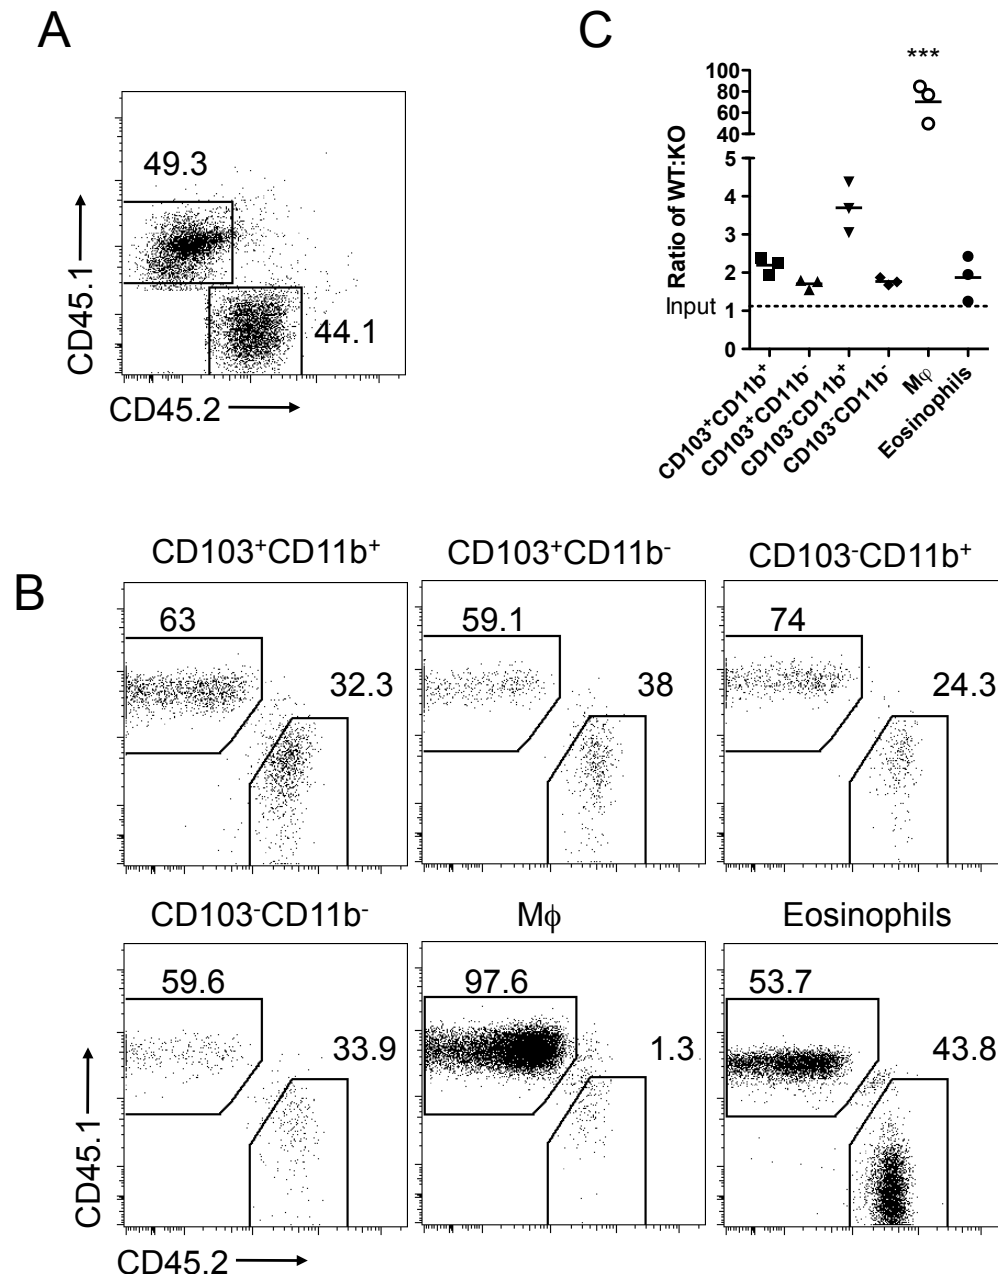 A
49.3
44.1
CD45.1
CD45.2
C
***
Ratio of WT:KO
100
80
60
40
5
4
3
2
1
0
Input
CD103⁺CD11b⁺
CD103⁺CD11b⁻
CD103⁻CD11b⁺
CD103⁻CD11b⁻
Mφ
Eosinophils
B
CD103⁺CD11b⁺
63
32.3
CD103⁺CD11b⁻
59.1
38
CD103⁻CD11b⁺
74
24.3
CD103⁻CD11b⁻
59.6
33.9
Mϕ
97.6
1.3
Eosinophils
53.7
43.8
CD45.1
CD45.2